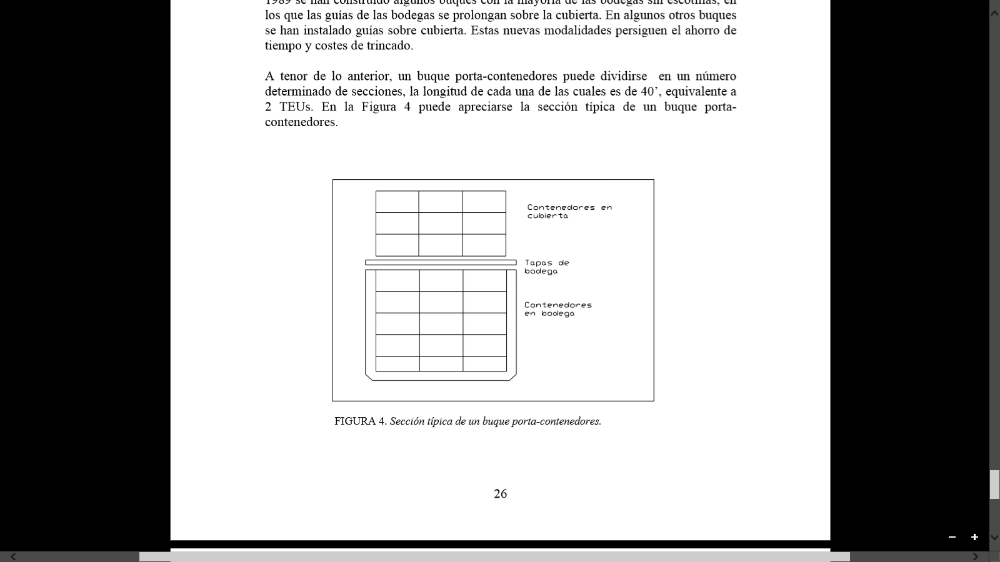 1989 se han construido algunos buques con la mayoría de las bodegas sin escotillas, en
los que las guías de las bodegas se prolongan sobre la cubierta. En algunos otros buques
se han instalado guías sobre cubierta. Estas nuevas modalidades persiguen el ahorro de
tiempo y costes de trincado.
A tenor de lo anterior, un buque porta-contenedores puede dividirse en un número
determinado de secciones, la longitud de cada una de las cuales es de 40’, equivalente a
2 TEUs. En la Figura 4 puede apreciarse la sección típica de un buque porta-
contenedores.
Contenedores en
cubierta
Tapas de
bodega
Contenedores
en bodega
FIGURA 4. Sección típica de un buque porta-contenedores.
26